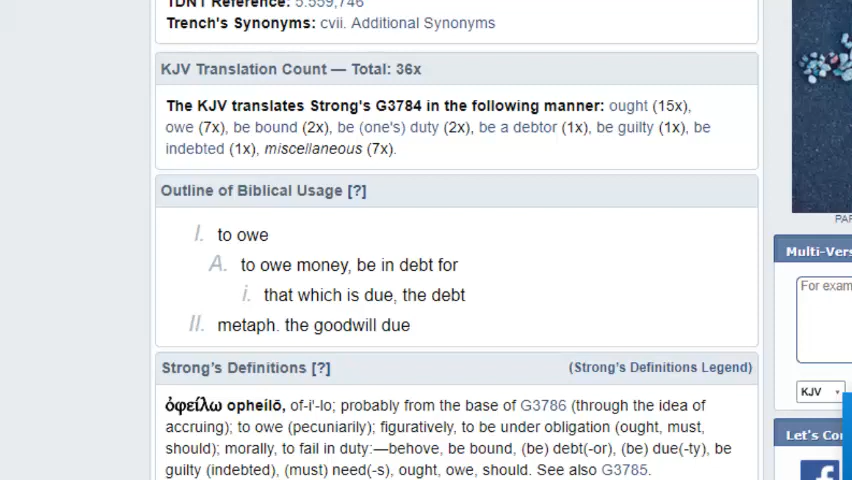 TDNT Reference: 5:559,746
Trench's Synonyms: cvii. Additional Synonyms
KJV Translation Count — Total: 36x
The KJV translates Strong's G3784 in the following manner: ought (15x),
owe (7x), be bound (2x), be (one's) duty (2x), be a debtor (1x), be guilty (1x), be
indebted (1x), miscellaneous (7x).
Outline of Biblical Usage [?]
I. to owe
A. to owe money, be in debt for
i. that which is due, the debt
II. metaph. the goodwill due
Strong's Definitions [?] (Strong's Definitions Legend)
ὀφείλω opheílō, of-i'-lo; probably from the base of G3786 (through the idea of
accruing); to owe (pecuniarily); figuratively, to be under obligation (ought, must,
should); morally, to fail in duty:—behove, be bound, (be) debt(-or), (be) due(-ty), be
guilty (indebted), (must) need(-s), ought, owe, should. See also G3785.
PAR
Multi-Vers
For exam
KJV
Let's Con